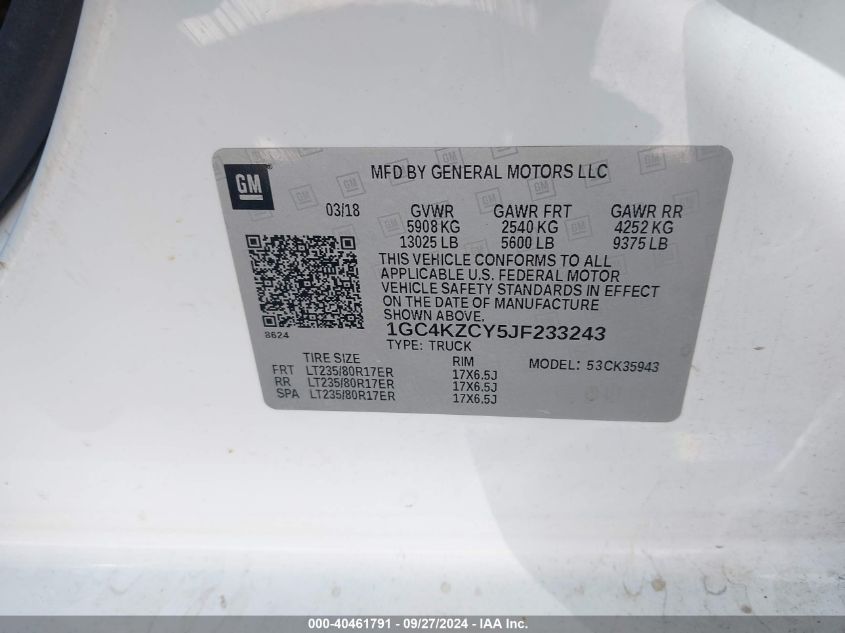 GM
MFD BY GENERAL MOTORS LLC
03/18 GVWR GAWR FRT GAWR RR
5908 KG 2540 KG 4252 KG
13025 LB 5600 LB 9375 LB
THIS VEHICLE CONFORMS TO ALL
APPLICABLE U.S. FEDERAL MOTOR
VEHICLE SAFETY STANDARDS IN EFFECT
ON THE DATE OF MANUFACTURE
SHOWN ABOVE.
8624
1GC4KZCY5JF233243
TYPE: TRUCK
TIRE SIZE RIM MODEL: 53CK35943
FRT LT235/80R17ER 17X6.5J
RR LT235/80R17ER 17X6.5J
SPA LT235/80R17ER 17X6.5J
000-40461791 - 09/27/2024 - IAA Inc.